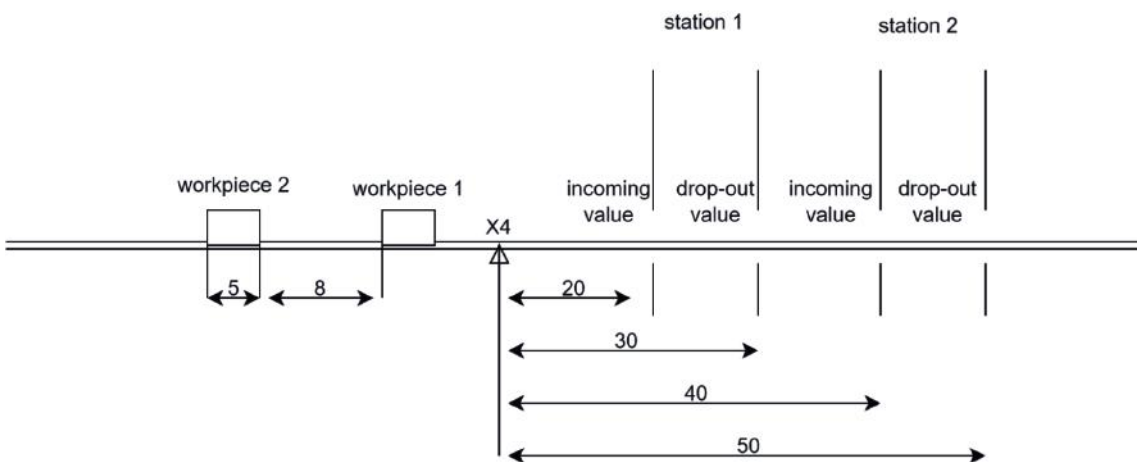 station 1
station 2
workpiece 2
workpiece 1
incoming
value
drop-out
value
incoming
value
drop-out
value
X4
5
8
20
30
40
50